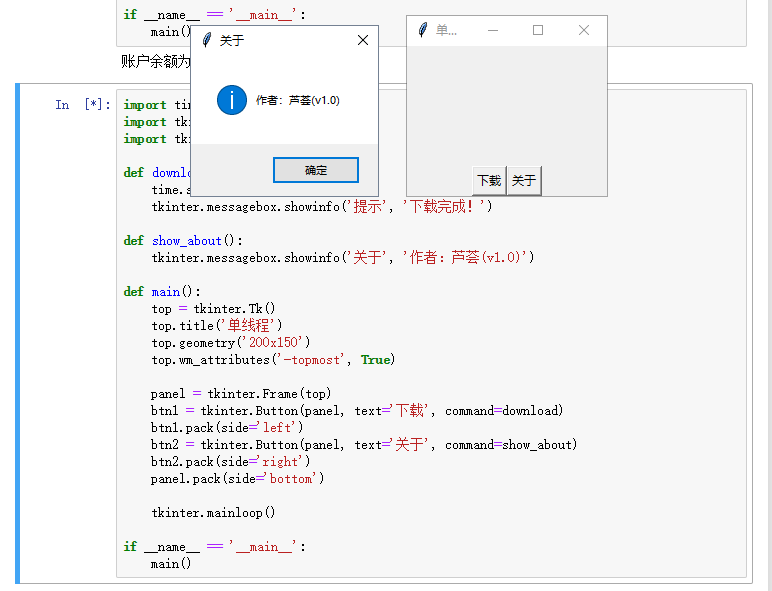 if __name__ == '__main__':
main()
账户余额为
关于
作者: 芦荟(v1.0)
确定
单...
下载
关于
In [*]:
import
import
import
def
time.s
tkinter.messagebox.showinfo('提示', '下载完成!')
def show_about():
tkinter.messagebox.showinfo('关于', '作者: 芦荟(v1.0)')
def main():
top = tkinter.Tk()
top.title('单线程')
top.geometry('200x150')
top.wm_attributes('-topmost', True)
panel = tkinter.Frame(top)
btn1 = tkinter.Button(panel, text='下载', command=download)
btn1.pack(side='left')
btn2 = tkinter.Button(panel, text='关于', command=show_about)
btn2.pack(side='right')
panel.pack(side='bottom')
tkinter.mainloop()
if __name__ == '__main__':
main()